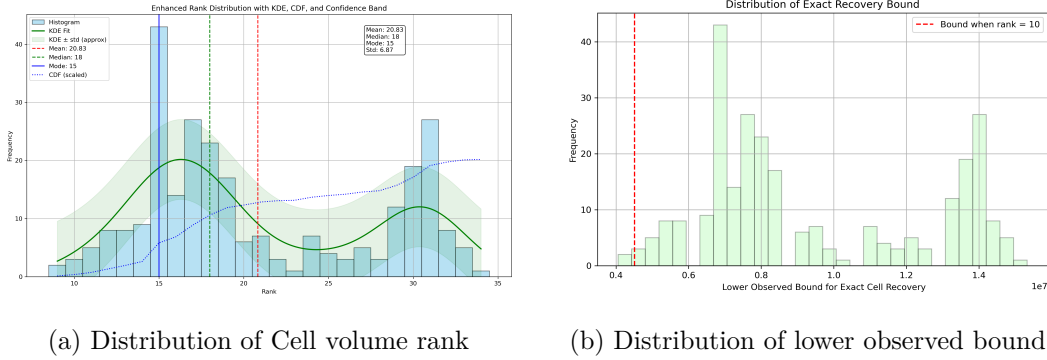 Enhanced Rank Distribution with KDE, CDF, and Confidence Band
Histogram
KDE Fit
KDE ± std (approx)
Mean: 20.83
Median: 18
Mode: 15
CDF (scaled)
Mean: 20.83
Median: 18
Mode: 15
Std: 6.87
Frequency
40
30
20
10
0
10
15
20
25
30
35
Rank
(a) Distribution of Cell volume rank
Distribution of Exact Recovery Bound
Bound when rank = 10
Frequency
40
30
20
10
0
0.4
0.6
0.8
1.0
1.2
1.4
1e7
Lower Observed Bound for Exact Cell Recovery
(b) Distribution of lower observed bound